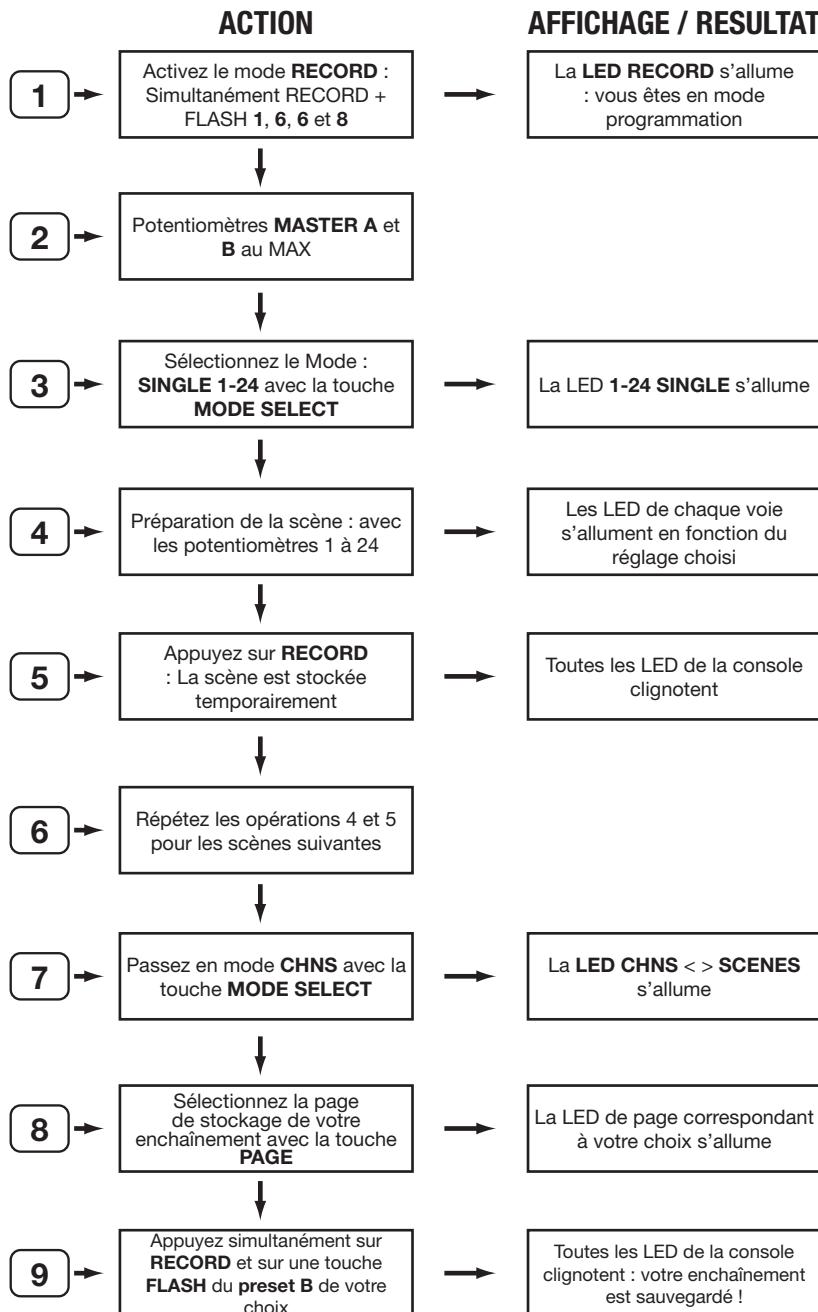 ACTION
AFFICHAGE / RESULTAT
1
Activez le mode RECORD :
Simultanément RECORD +
FLASH 1, 6, 6 et 8
La LED RECORD s'allume
: vous êtes en mode
programmation
2
Potentiomètres MASTER A et
B au MAX
3
Sélectionnez le Mode :
SINGLE 1-24 avec la touche
MODE SELECT
La LED 1-24 SINGLE s'allume
4
Préparation de la scène : avec
les potentiomètres 1 à 24
Les LED de chaque voie
s'allument en fonction du
réglage choisi
5
Appuyez sur RECORD
: La scène est stockée
temporairement
Toutes les LED de la console
clignotent
6
Répétez les opérations 4 et 5
pour les scènes suivantes
7
Passez en mode CHNS avec la
touche MODE SELECT
La LED CHNS < > SCENES
s'allume
8
Sélectionnez la page
de stockage de votre
enchaînement avec la touche
PAGE
La LED de page correspondant
à votre choix s'allume
9
Appuyez simultanément sur
RECORD et sur une touche
FLASH du preset B de votre
choix
Toutes les LED de la console
clignotent : votre enchaînement
est sauvegardé !